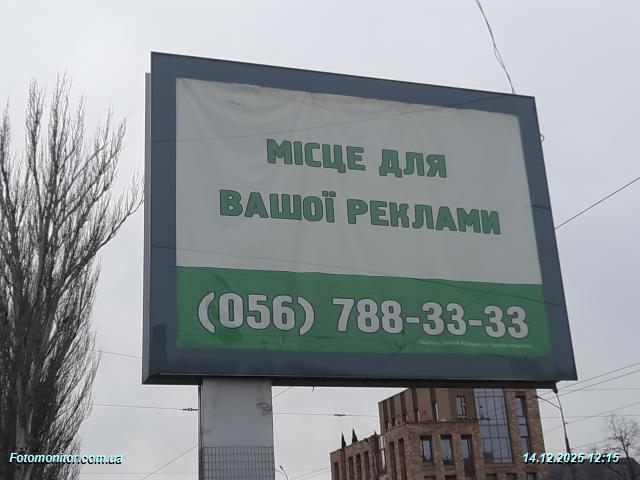 МІСЦЕ ДЛЯ
ВАШОЇ РЕКЛАМИ
(056) 788-33-33
Fotomonitor.com.ua
14.12.2025 12:15